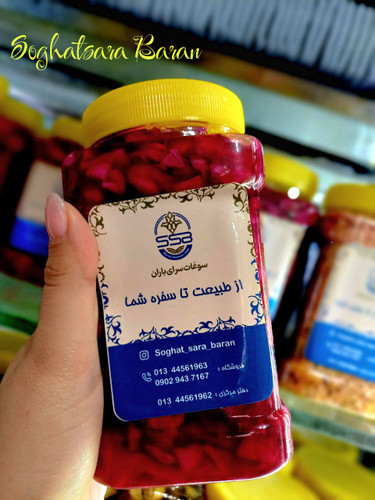 Soghatsara Baran
SSB
سوغات سرای باران
از طبیعت تا سفره شما
Soghat_sara_baran
فروشگاه : 013 44561963
0902 943 7167
دفتر مرکزی : 013 44561962